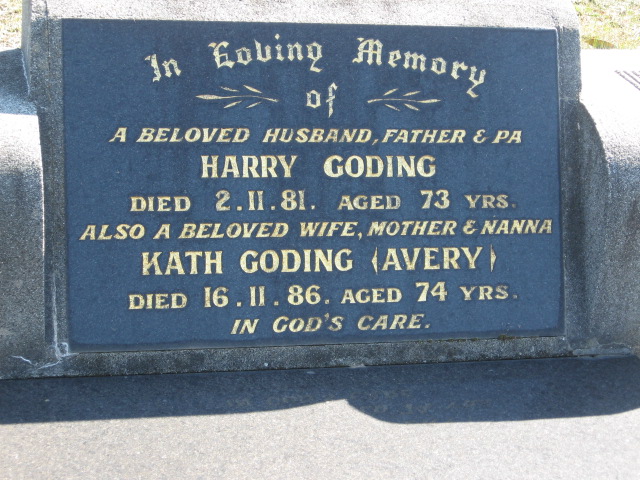 In Loving Memory
of
A BELOVED HUSBAND, FATHER & PA
HARRY GODING
DIED 2.11.81. AGED 73 YRS.
ALSO A BELOVED WIFE, MOTHER & NANNA
KATH GODING (AVERY)
DIED 16.11.86. AGED 74 YRS.
IN GOD'S CARE.